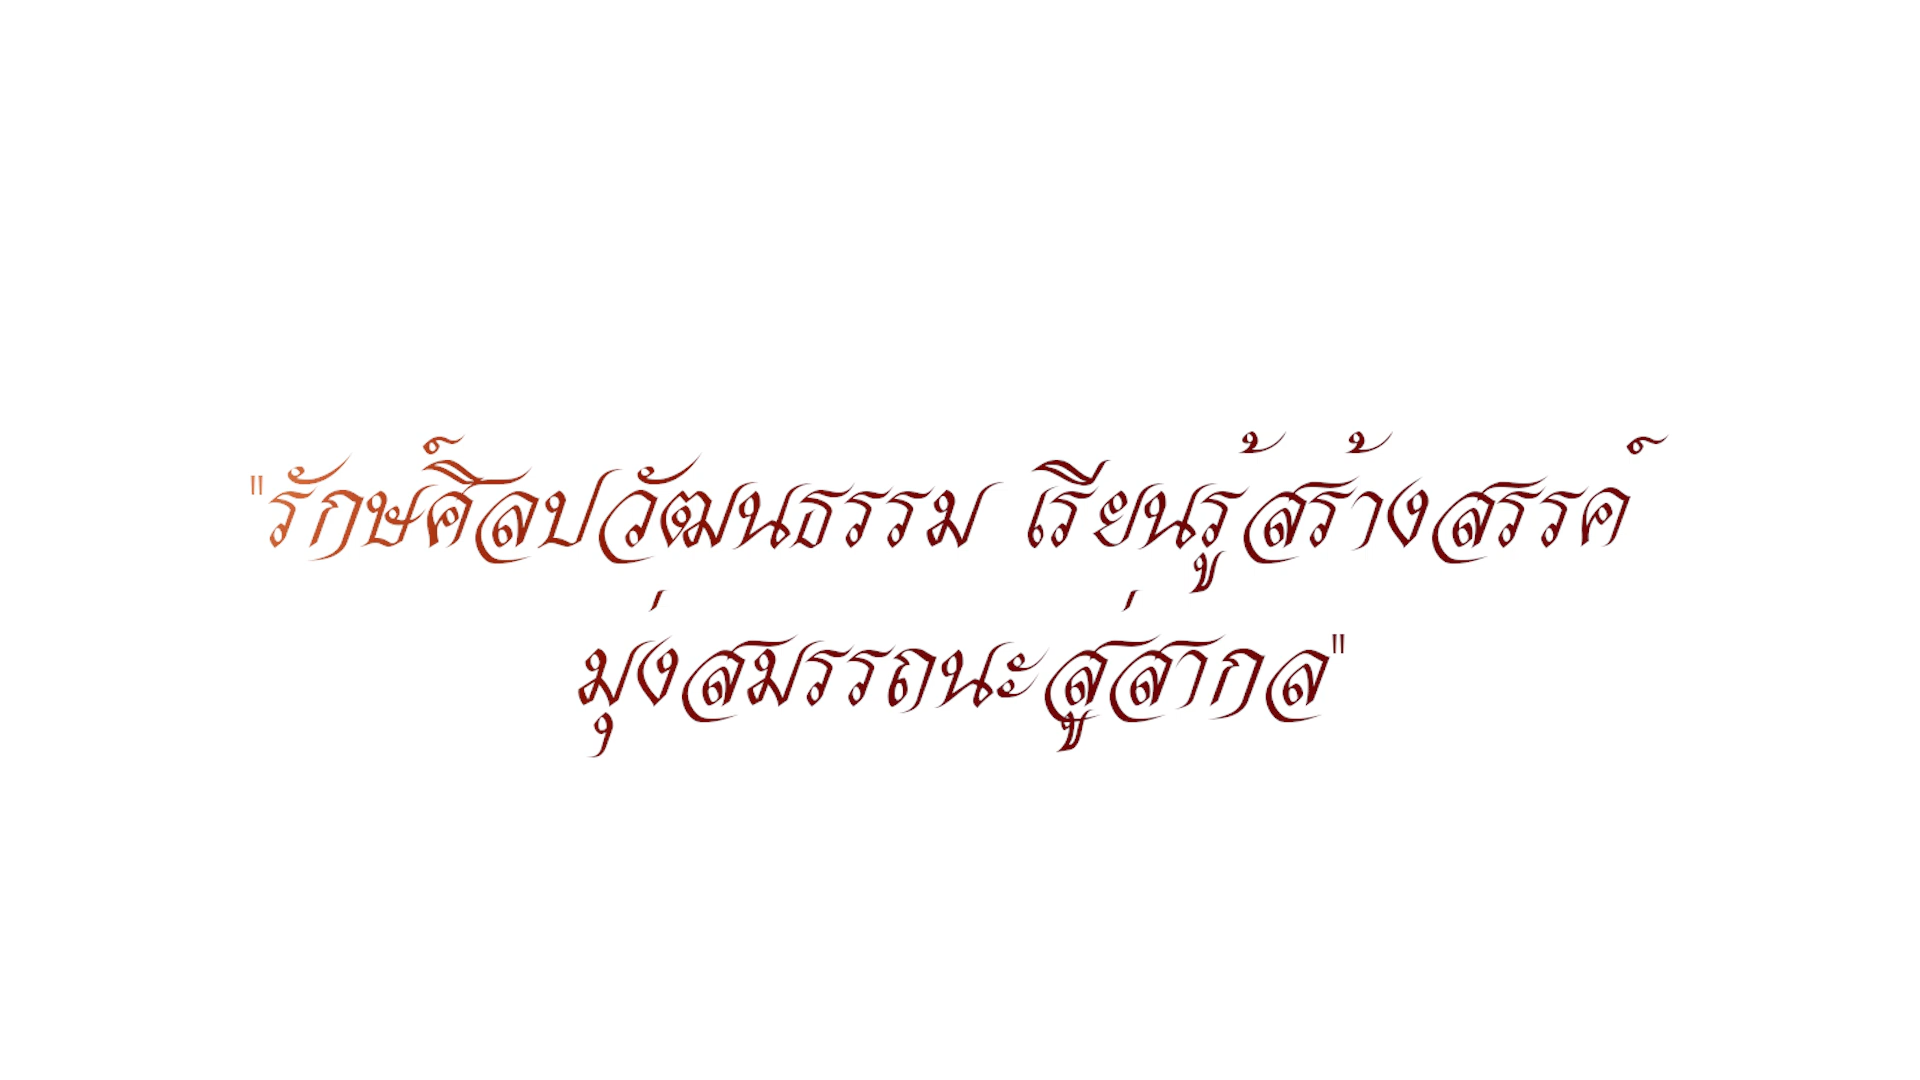 "รักษ์ศิลปวัฒนธรรม เรียนรู้สร้างสรรค์
มุ่งสมรรถนะสู่สากล"